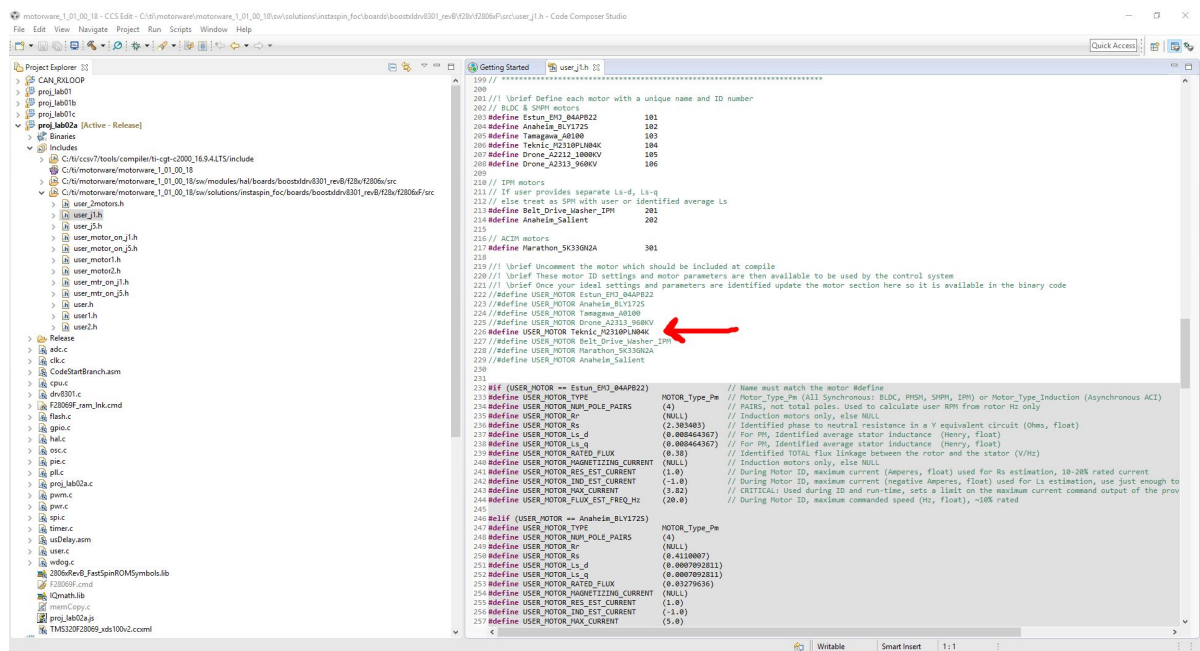 motorware_1_01_00_18 - CCS Edit - C:\ti\motorware\motorware_1_01_00_18\sw\solutions\instaspin_foc\boards\boostxldrv8301_revB\f28x\f2806xF\src\user_j1.h - Code Composer Studio
File Edit View Navigate Project Run Scripts Window Help
Quick Access
Project Explorer
CAN_RXLOOP
proj_lab01
proj_lab01b
proj_lab01c
proj_lab02a [Active - Release]
Binaries
Includes
C:/ti/ccsv7/tools/compiler/ti-cgt-c2000_16.9.4.LTS/include
C:/ti/motorware/motorware_1_01_00_18
C:/ti/motorware/motorware_1_01_00_18/sw/modules/hal/boards/boostxldrv8301_revB/f28x/f2806x/src
C:/ti/motorware/motorware_1_01_00_18/sw/solutions/instaspin_foc/boards/boostxldrv8301_revB/f28x/f2806xF/src
user_2motors.h
user_j1.h
user_j5.h
user_motor_on_j1.h
user_motor_on_j5.h
user_motor1.h
user_motor2.h
user_mtr_on_j1.h
user_mtr_on_j5.h
user.h
user1.h
user2.h
Release
adc.c
clk.c
CodeStartBranch.asm
cpu.c
drv8301.c
F28069F_ram_lnk.cmd
flash.c
gpio.c
hal.c
osc.c
pie.c
pll.c
proj_lab02a.c
pwm.c
pwr.c
spi.c
timer.c
usDelay.asm
user.c
wdog.c
2806xRevB_FastSpinROMSymbols.lib
F28069F.cmd
IQmath.lib
memCopy.c
proj_lab02a.js
TMS320F28069_xds100v2.ccxml
Getting Started user_j1.h
199 // **************************************************************************
200
201 //! \brief Define each motor with a unique name and ID number
202 // BLDC & SMPM motors
203 #define Estun_EMJ_04APB22 101
204 #define Anaheim_BLY172S 102
205 #define Tamagawa_A0100 103
206 #define Teknic_M2310PLN04K 104
207 #define Drone_A2212_1000KV 105
208 #define Drone_A2313_960KV 106
209
210 // IPM motors
211 // If user provides separate Ls-d, Ls-q
212 // else treat as SPM with user or identified average Ls
213 #define Belt_Drive_Washer_IPM 201
214 #define Anaheim_Salient 202
215
216 // ACIM motors
217 #define Marathon_5K33GN2A 301
218
219 //! \brief Uncomment the motor which should be included at compile
220 //! \brief These motor ID settings and motor parameters are then available to be used by the control system
221 //! \brief Once your ideal settings and parameters are identified update the motor section here so it is available in the binary code
222 //#define USER_MOTOR Estun_EMJ_04APB22
223 //#define USER_MOTOR Anaheim_BLY172S
224 //#define USER_MOTOR Tamagawa_A0100
225 //#define USER_MOTOR Drone_A2313_960KV
226 #define USER_MOTOR Teknic_M2310PLN04K
227 //#define USER_MOTOR Belt_Drive_Washer_IPM
228 //#define USER_MOTOR Marathon_5K33GN2A
229 //#define USER_MOTOR Anaheim_Salient
230
231
232 #if (USER_MOTOR == Estun_EMJ_04APB22) // Name must match the motor #define
233 #define USER_MOTOR_TYPE MOTOR_Type_Pm // Motor_Type_Pm (All Synchronous: BLDC, PMSM, SMPM, IPM) or Motor_Type_Induction (Asynchronous ACI)
234 #define USER_MOTOR_NUM_POLE_PAIRS (4) // PAIRS, not total poles. Used to calculate user RPM from rotor Hz only
235 #define USER_MOTOR_Rr (NULL) // Induction motors only, else NULL
236 #define USER_MOTOR_Rs (2.303403) // Identified phase to neutral resistance in a Y equivalent circuit (Ohms, float)
237 #define USER_MOTOR_Ls_d (0.008464367) // For PM, Identified average stator inductance (Henry, float)
238 #define USER_MOTOR_Ls_q (0.008464367) // For PM, Identified average stator inductance (Henry, float)
239 #define USER_MOTOR_RATED_FLUX (0.38) // Identified TOTAL flux linkage between the rotor and the stator (V/Hz)
240 #define USER_MOTOR_MAGNETIZING_CURRENT (NULL) // Induction motors only, else NULL
241 #define USER_MOTOR_RES_EST_CURRENT (1.0) // During Motor ID, maximum current (Amperes, float) used for Rs estimation, 10-20% rated current
242 #define USER_MOTOR_IND_EST_CURRENT (-1.0) // During Motor ID, maximum current (negative Amperes, float) used for Ls estimation, use just enough to
243 #define USER_MOTOR_MAX_CURRENT (3.82) // CRITICAL: Used during ID and run-time, sets a limit on the maximum current command output of the prov
244 #define USER_MOTOR_FLUX_EST_FREQ_Hz (20.0) // During Motor ID, maximum commanded speed (Hz, float), ~10% rated
245
246 #elif (USER_MOTOR == Anaheim_BLY172S)
247 #define USER_MOTOR_TYPE MOTOR_Type_Pm
248 #define USER_MOTOR_NUM_POLE_PAIRS (4)
249 #define USER_MOTOR_Rr (NULL)
250 #define USER_MOTOR_Rs (0.4110007)
251 #define USER_MOTOR_Ls_d (0.0007092811)
252 #define USER_MOTOR_Ls_q (0.0007092811)
253 #define USER_MOTOR_RATED_FLUX (0.03279636)
254 #define USER_MOTOR_MAGNETIZING_CURRENT (NULL)
255 #define USER_MOTOR_RES_EST_CURRENT (1.0)
256 #define USER_MOTOR_IND_EST_CURRENT (-1.0)
257 #define USER_MOTOR_MAX_CURRENT (5.0)
Writable Smart Insert 1 : 1